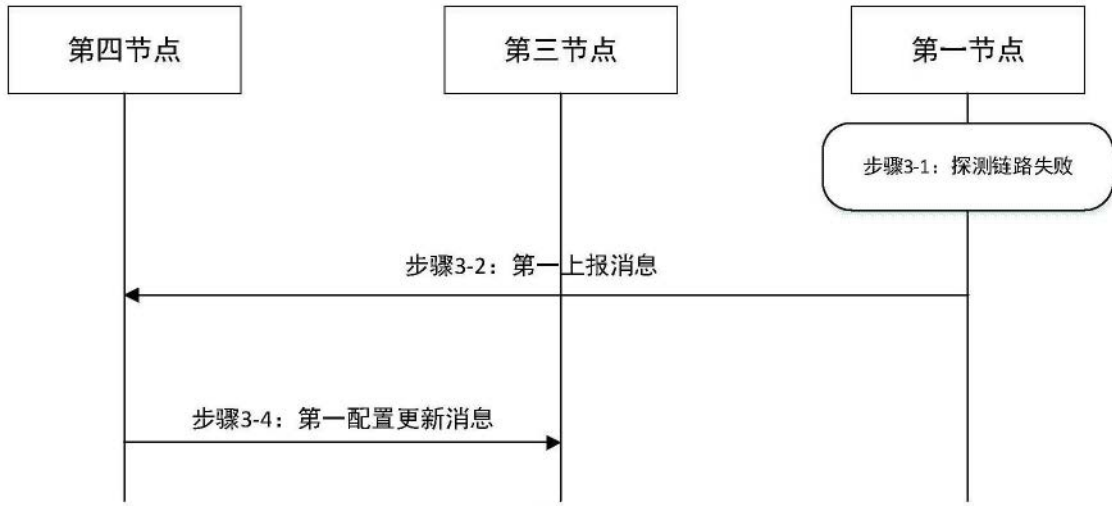 第四节点
第三节点
第一节点
步骤3-1：探测链路失败
步骤3-2：第一上报消息
步骤3-4：第一配置更新消息